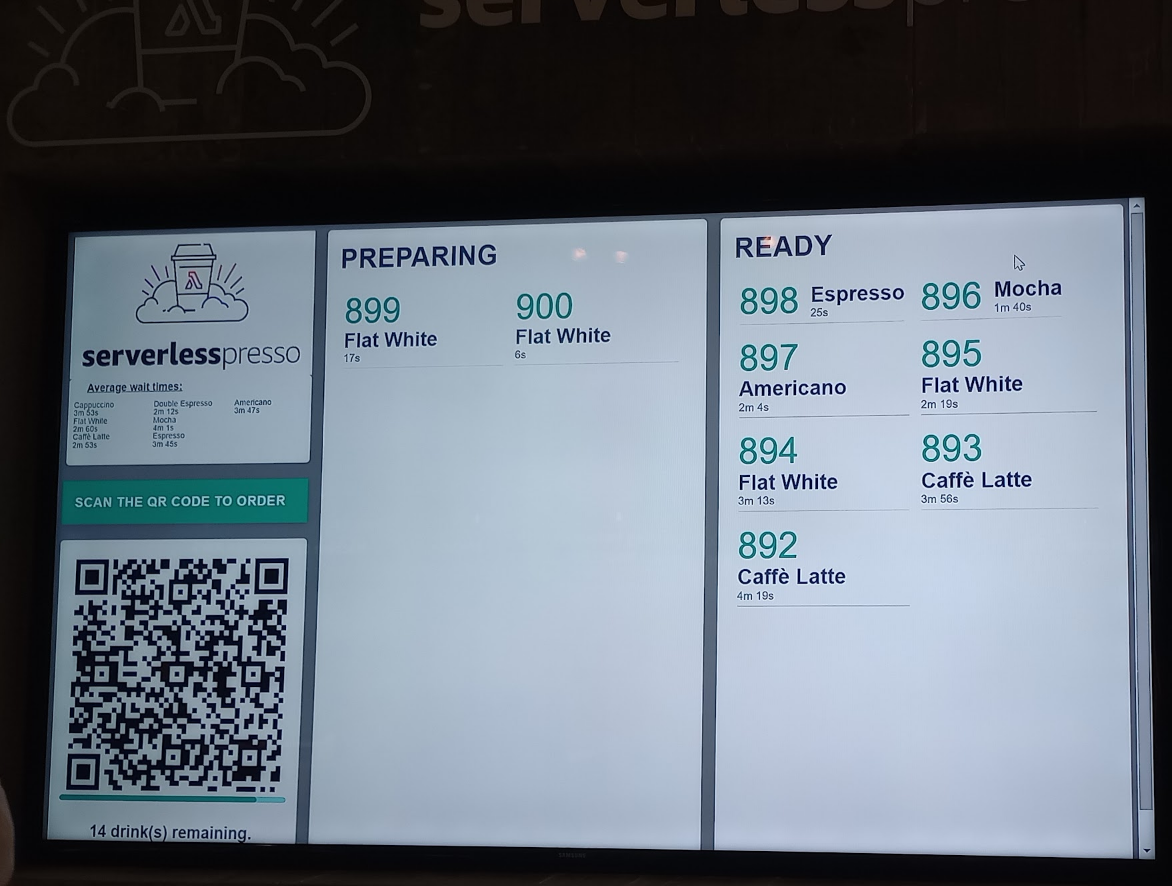 serverlesspre
serverlesspresso
Average wait times:
Cappuccino
3m 53s
Flat White
2m 60s
Caffè Latte
2m 53s
Double Espresso
2m 12s
Mocha
4m 1s
Espresso
3m 45s
Americano
3m 47s
SCAN THE QR CODE TO ORDER
14 drink(s) remaining.
PREPARING
899
Flat White
17s
900
Flat White
6s
READY
898 Espresso
25s
896 Mocha
1m 40s
897
Americano
2m 4s
895
Flat White
2m 19s
894
Flat White
3m 13s
893
Caffè Latte
3m 56s
892
Caffè Latte
4m 19s
SAMSUNG